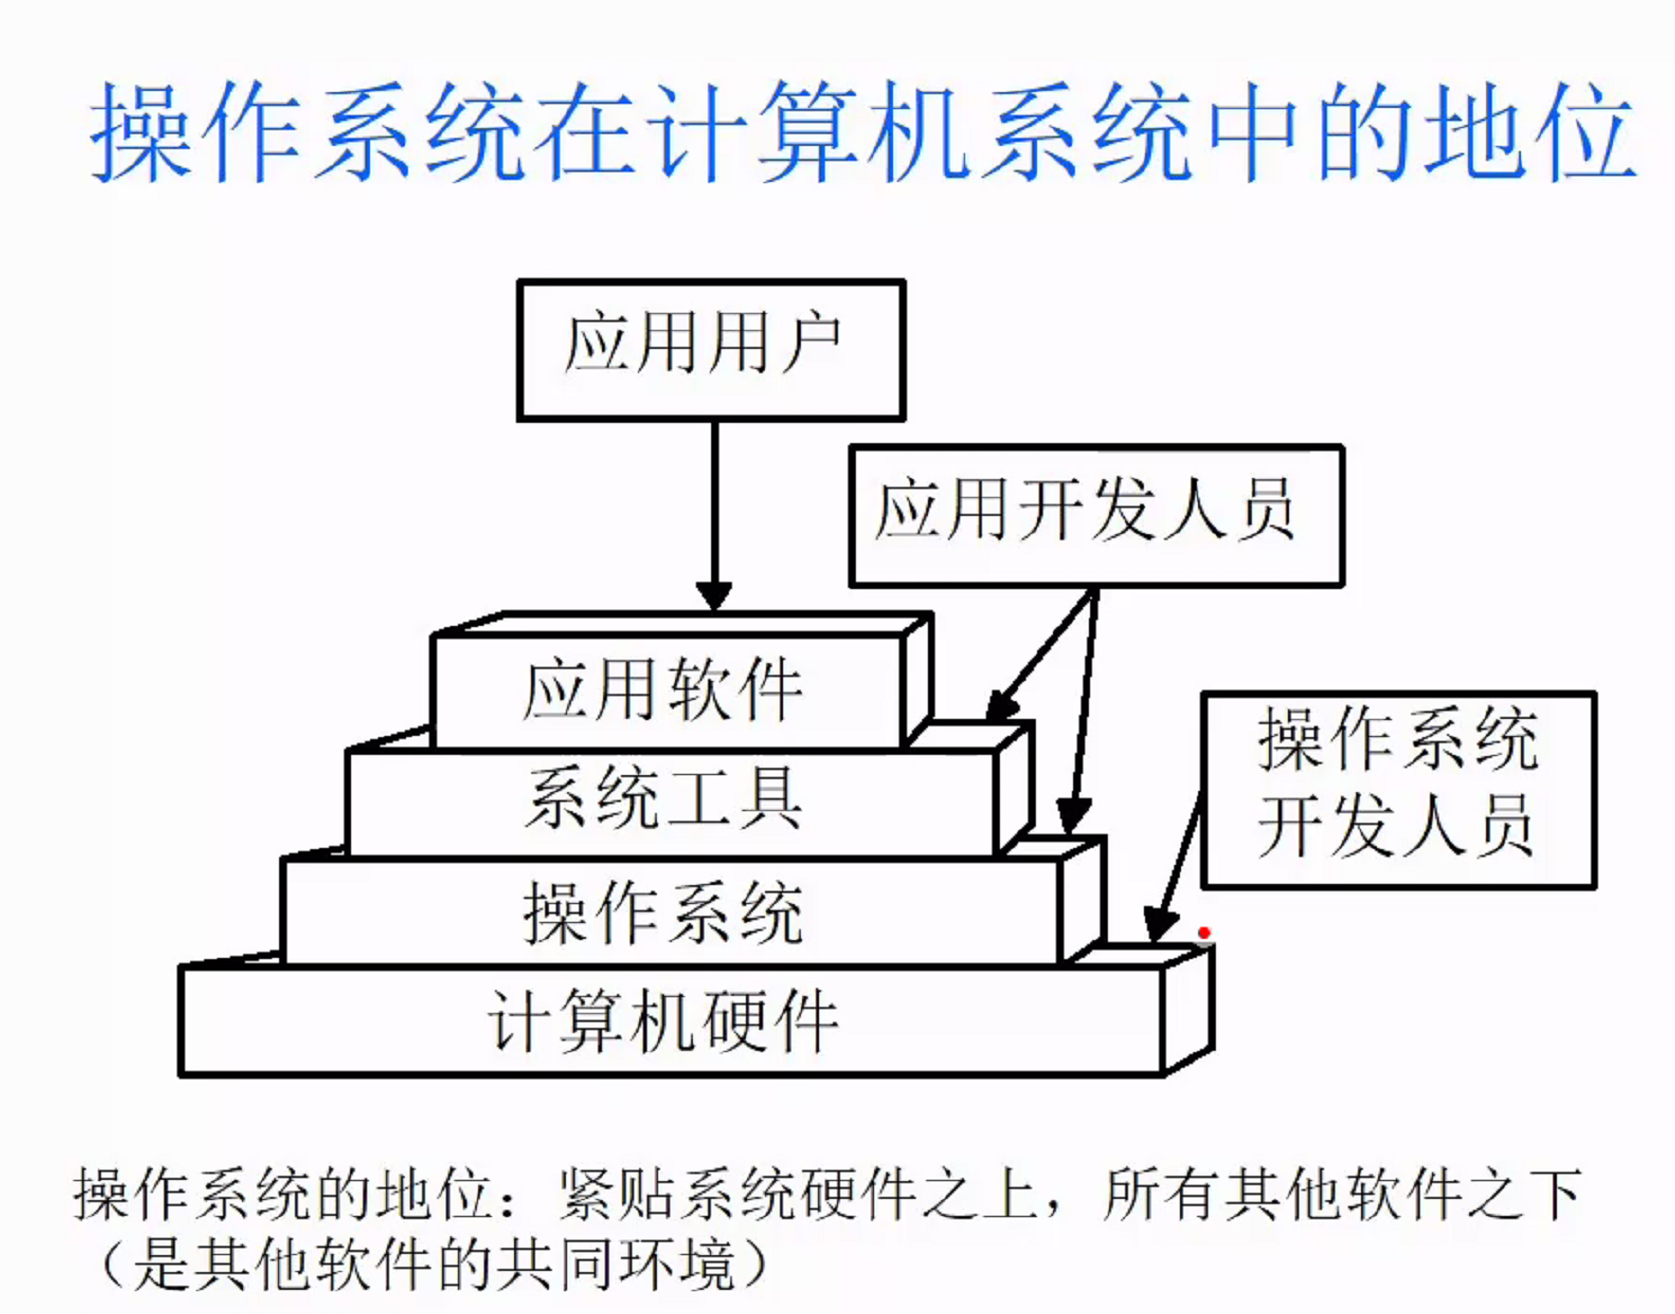 操作系统在计算机系统中的地位
应用用户
应用开发人员
应用软件
系统工具
操作系统
开发人员
操作系统
计算机硬件
操作系统的地位：紧贴系统硬件之上，所有其他软件之下
（是其他软件的共同环境）